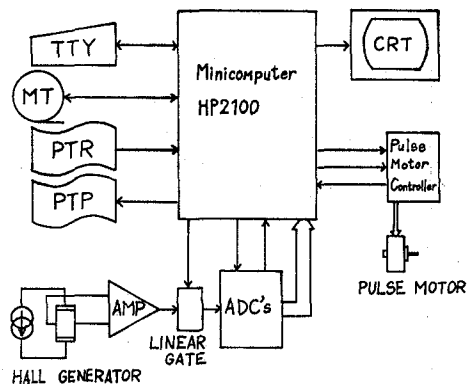 TTY
CRT
Minicomputer
HP2100
MT
PTR
Pulse
Motor
Controller
PTP
PULSE MOTOR
AMP
ADC's
LINEAR
GATE
HALL GENERATOR